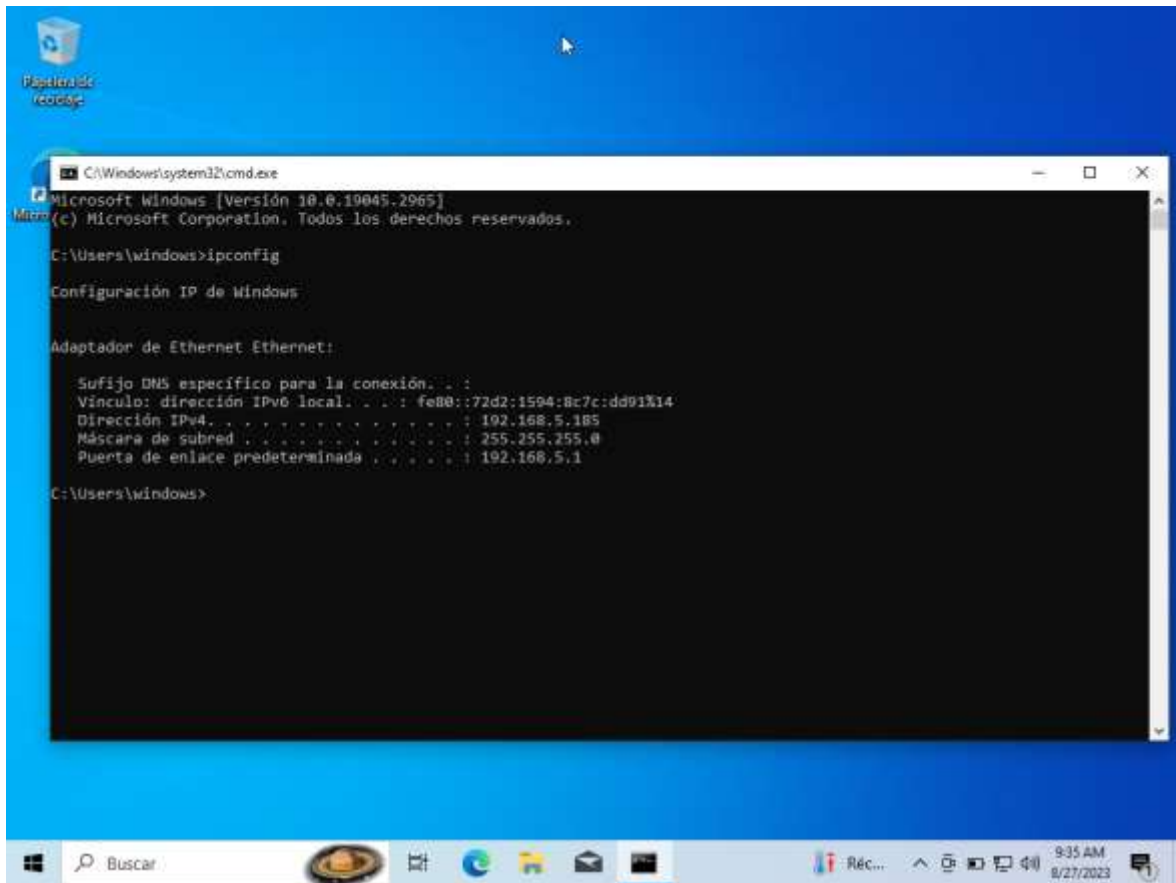 Papelera de
reciclaje
C:\Windows\system32\cmd.exe
Microsoft Windows [Versión 10.0.19045.2965]
(c) Microsoft Corporation. Todos los derechos reservados.
C:\Users\windows>ipconfig
Configuración IP de Windows
Adaptador de Ethernet Ethernet:
Sufijo DNS específico para la conexión. . :
Vínculo: dirección IPv6 local. . . : fe80::72d2:1594:8c7c:dd91%14
Dirección IPv4. . . . . . . . . . . . . . : 192.168.5.185
Máscara de subred . . . . . . . . . . . . : 255.255.255.0
Puerta de enlace predeterminada . . . . . : 192.168.5.1
C:\Users\windows>
Buscar
Réc...
9:35 AM
8/27/2023
1